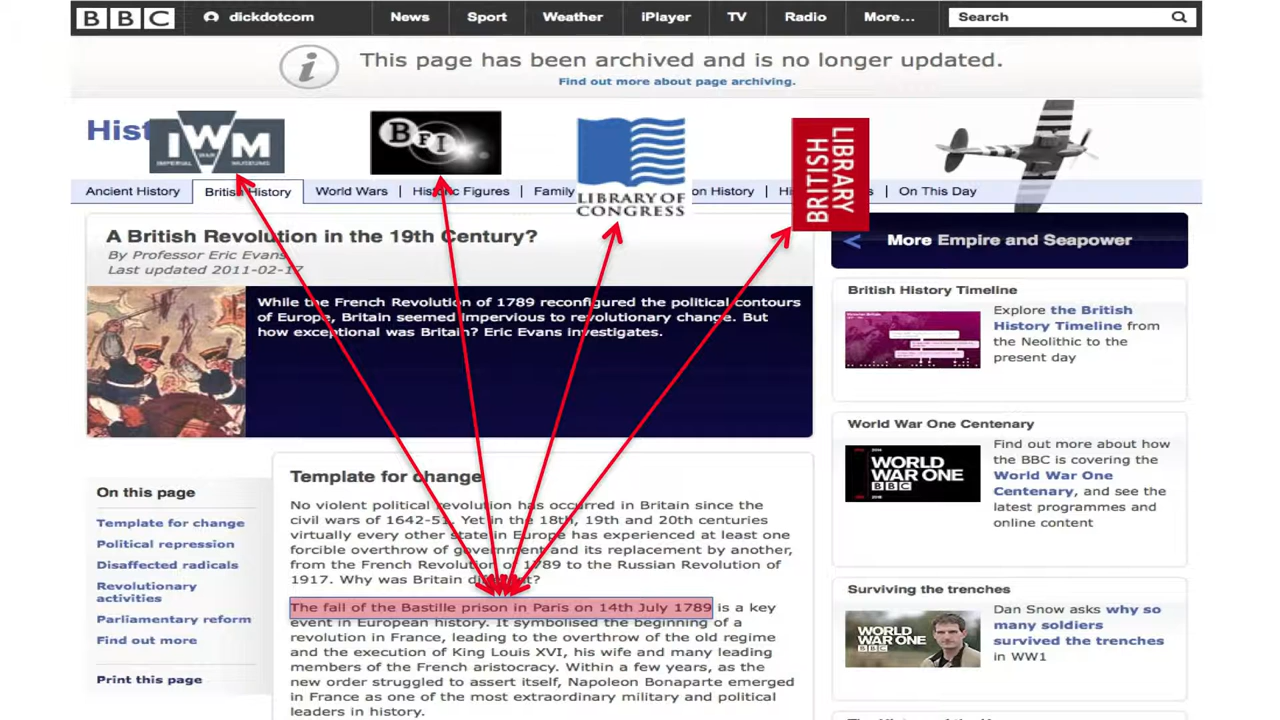 BBC
dickdotcom
News
Sport
Weather
iPlayer
TV
Radio
More...
Search
This page has been archived and is no longer updated.
Find out more about page archiving.
Hist
IWM
IMPERIAL WAR MUSEUMS
BFI
LIBRARY OF
CONGRESS
BRITISH
LIBRARY
Ancient History
British History
World Wars
Historic Figures
Family
on History
On This Day
A British Revolution in the 19th Century?
By Professor Eric Evans
Last updated 2011-02-17
While the French Revolution of 1789 reconfigured the political contours
of Europe, Britain seemed impervious to revolutionary change. But
how exceptional was Britain? Eric Evans investigates.
On this page
Template for change
Political repression
Disaffected radicals
Revolutionary
activities
Parliamentary reform
Find out more
Print this page
Template for change
No violent political revolution has occurred in Britain since the
civil wars of 1642-51. Yet in the 18th, 19th and 20th centuries
virtually every other state in Europe has experienced at least one
forcible overthrow of government and its replacement by another,
from the French Revolution of 1789 to the Russian Revolution of
1917. Why was Britain different?
The fall of the Bastille prison in Paris on 14th July 1789 is a key
event in European history. It symbolised the beginning of a
revolution in France, leading to the overthrow of the old regime
and the execution of King Louis XVI, his wife and many leading
members of the French aristocracy. Within a few years, as the
new order struggled to assert itself, Napoleon Bonaparte emerged
in France as one of the most extraordinary military and political
leaders in history.
< More Empire and Seapower
British History Timeline
Explore the British
History Timeline from
the Neolithic to the
present day
World War One Centenary
WORLD
WAR ONE
BBC
Find out more about how
the BBC is covering the
World War One
Centenary, and see the
latest programmes and
online content
Surviving the trenches
WORLD
WAR ONE
BBC
Dan Snow asks why so
many soldiers
survived the trenches
in WW1